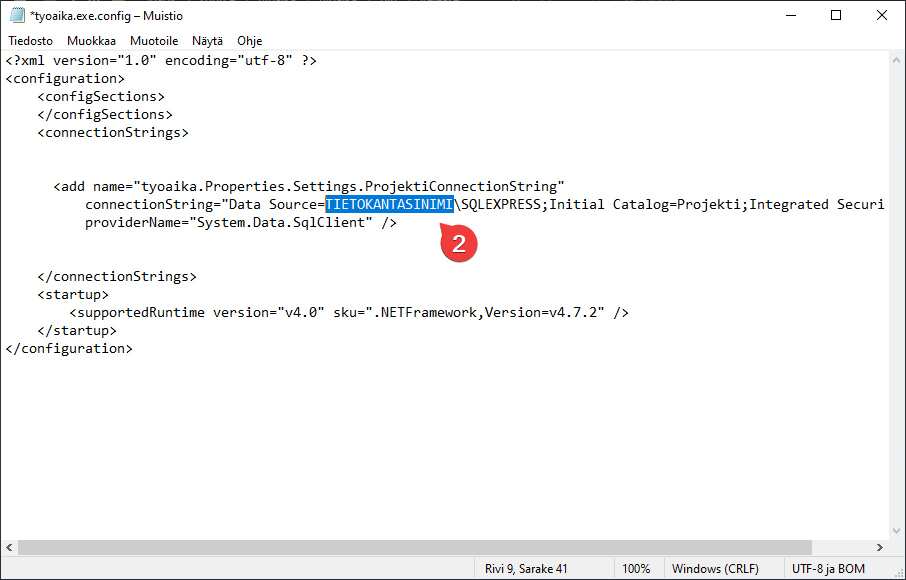 *tyoaika.exe.config – Muistio
Tiedosto Muokkaa Muotoile Näytä Ohje
<?xml version="1.0" encoding="utf-8" ?>
<configuration>
<configSections>
</configSections>
<connectionStrings>
<add name="tyoaika.Properties.Settings.ProjektiConnectionString"
connectionString="Data Source=TIETOKANTASINIMI\SQLEXPRESS;Initial Catalog=Projekti;Integrated Securi
providerName="System.Data.SqlClient" />
2
</connectionStrings>
<startup>
<supportedRuntime version="v4.0" sku=".NETFramework,Version=v4.7.2" />
</startup>
</configuration>
Rivi 9, Sarake 41 100% Windows (CRLF) UTF-8 ja BOM